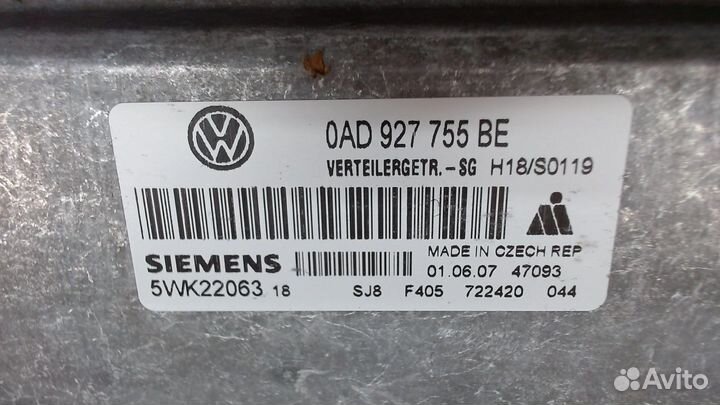 0AD 927 755 BE
VERTEILERGETR.-SG H18/S0119
SIEMENS
MADE IN CZECH REP
01.06.07 47093
5WK22063 18 SJ8 F405 722420 044
Avito